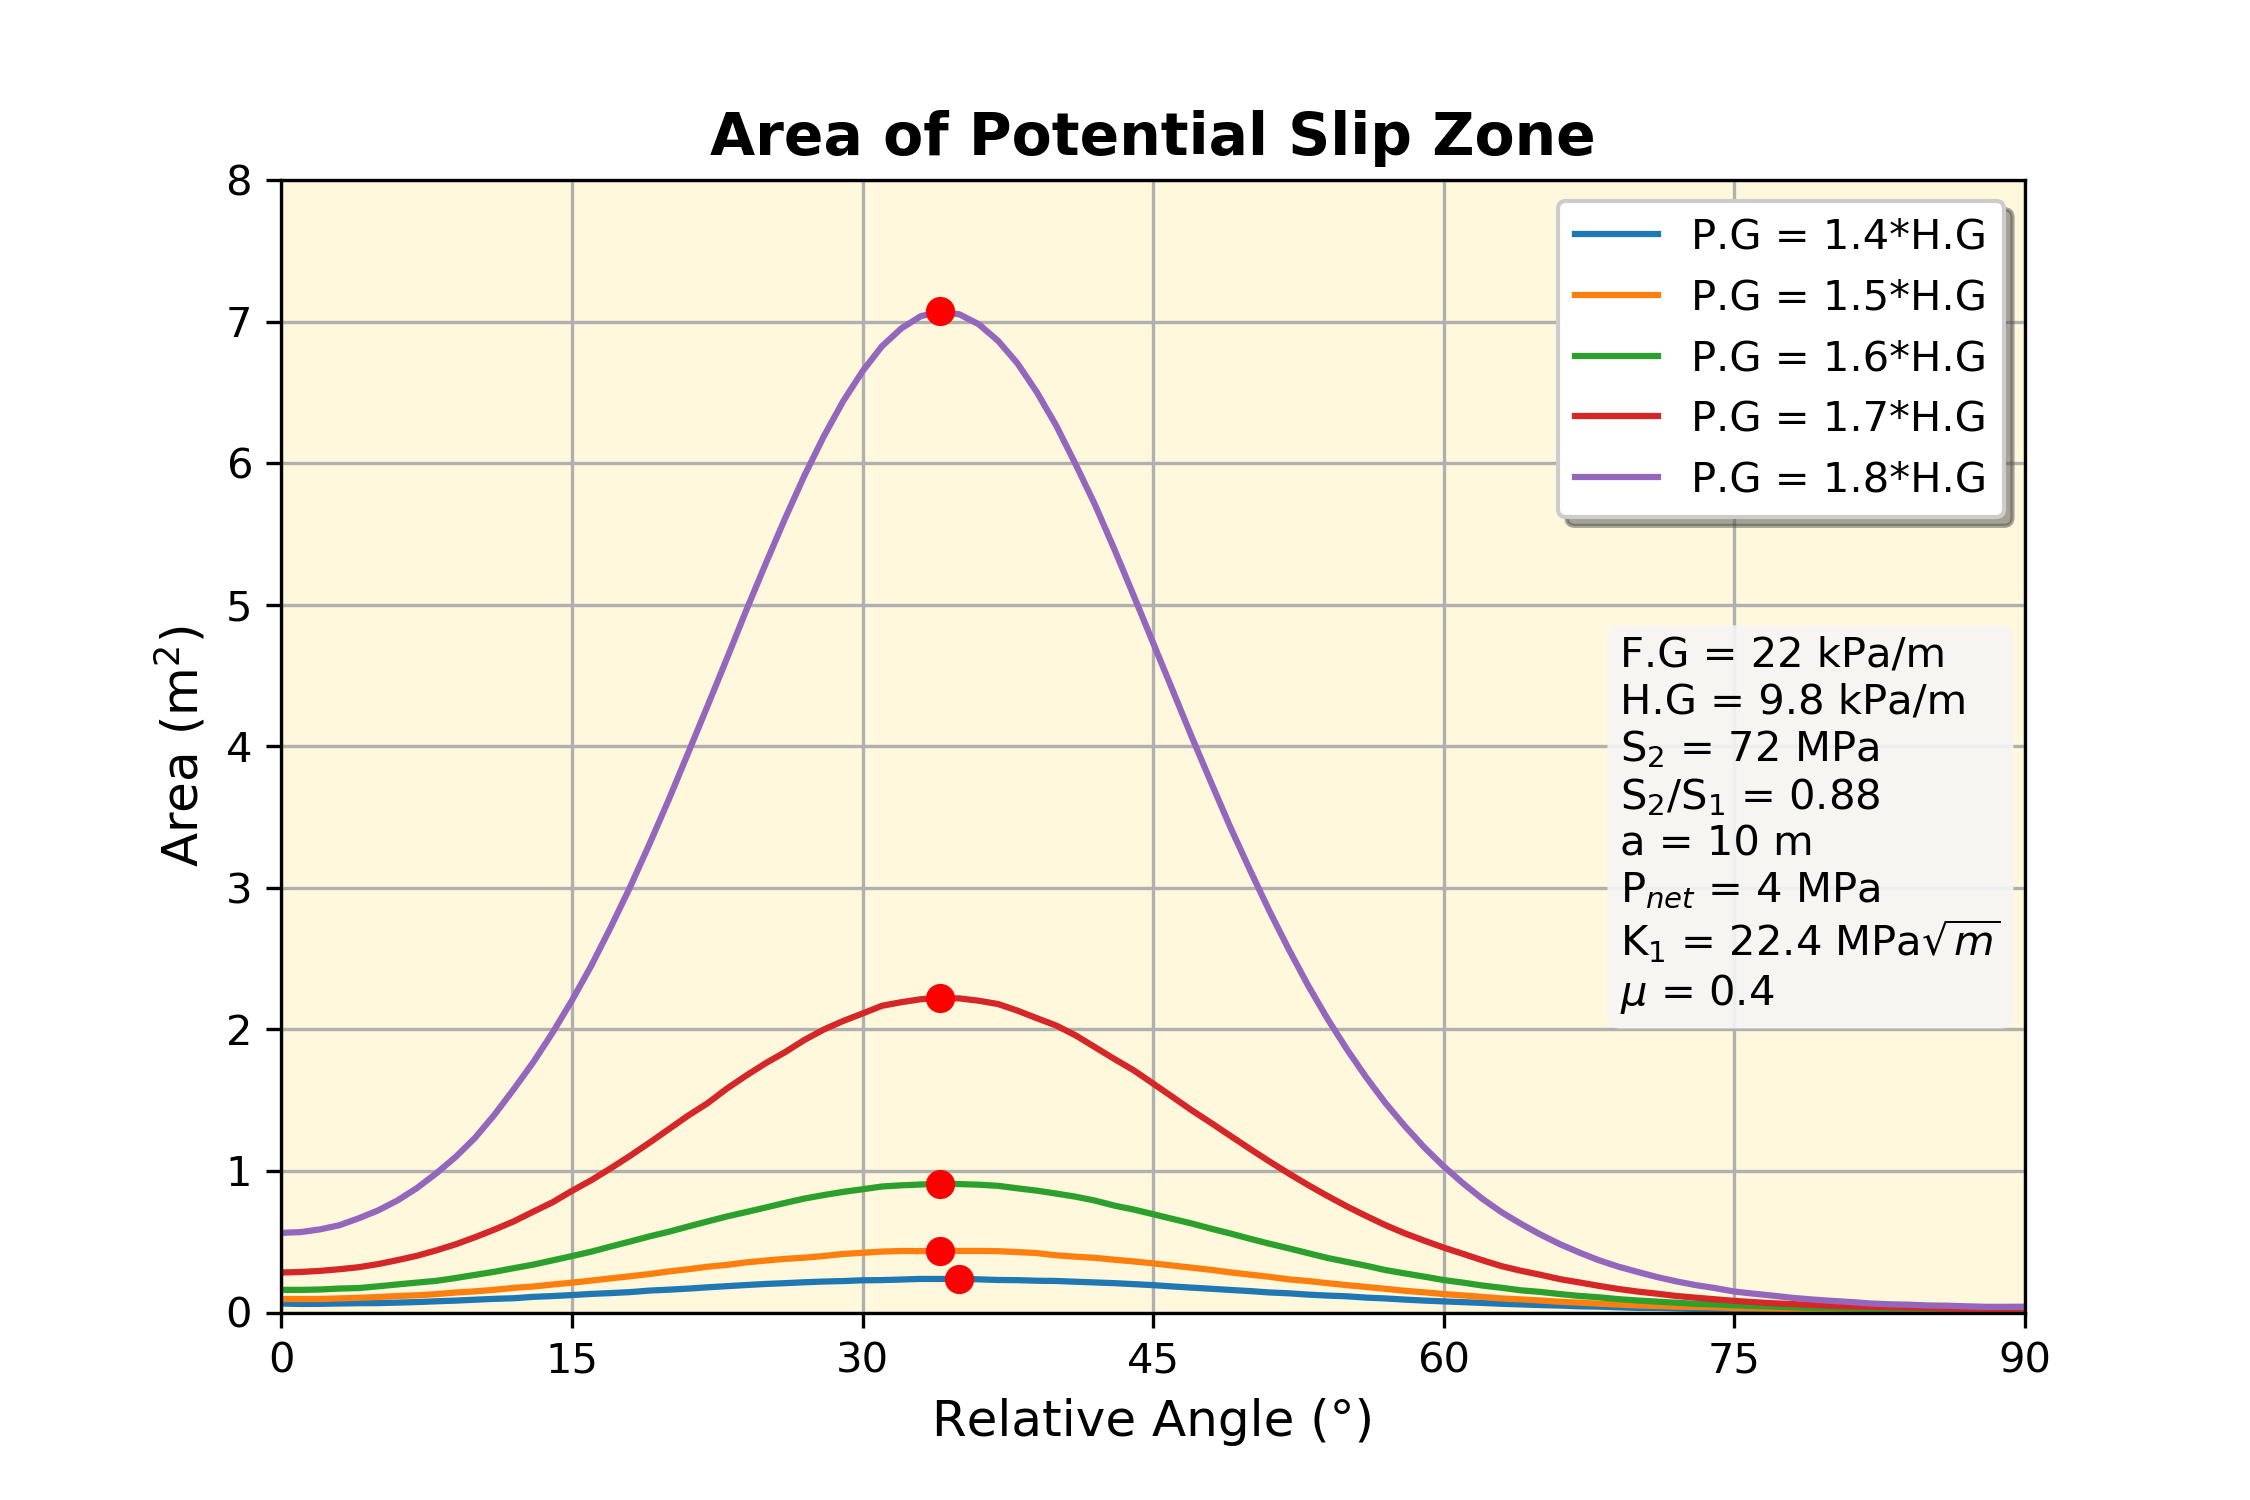 Area of Potential Slip Zone
8
7
6
5
4
3
2
1
0
Area (m²)
P.G = 1.4*H.G
P.G = 1.5*H.G
P.G = 1.6*H.G
P.G = 1.7*H.G
P.G = 1.8*H.G
F.G = 22 kPa/m
H.G = 9.8 kPa/m
S₂ = 72 MPa
S₂/S₁ = 0.88
a = 10 m
Pₙₑₜ = 4 MPa
K₁ = 22.4 MPa√m
μ = 0.4
0 15 30 45 60 75 90
Relative Angle (°)